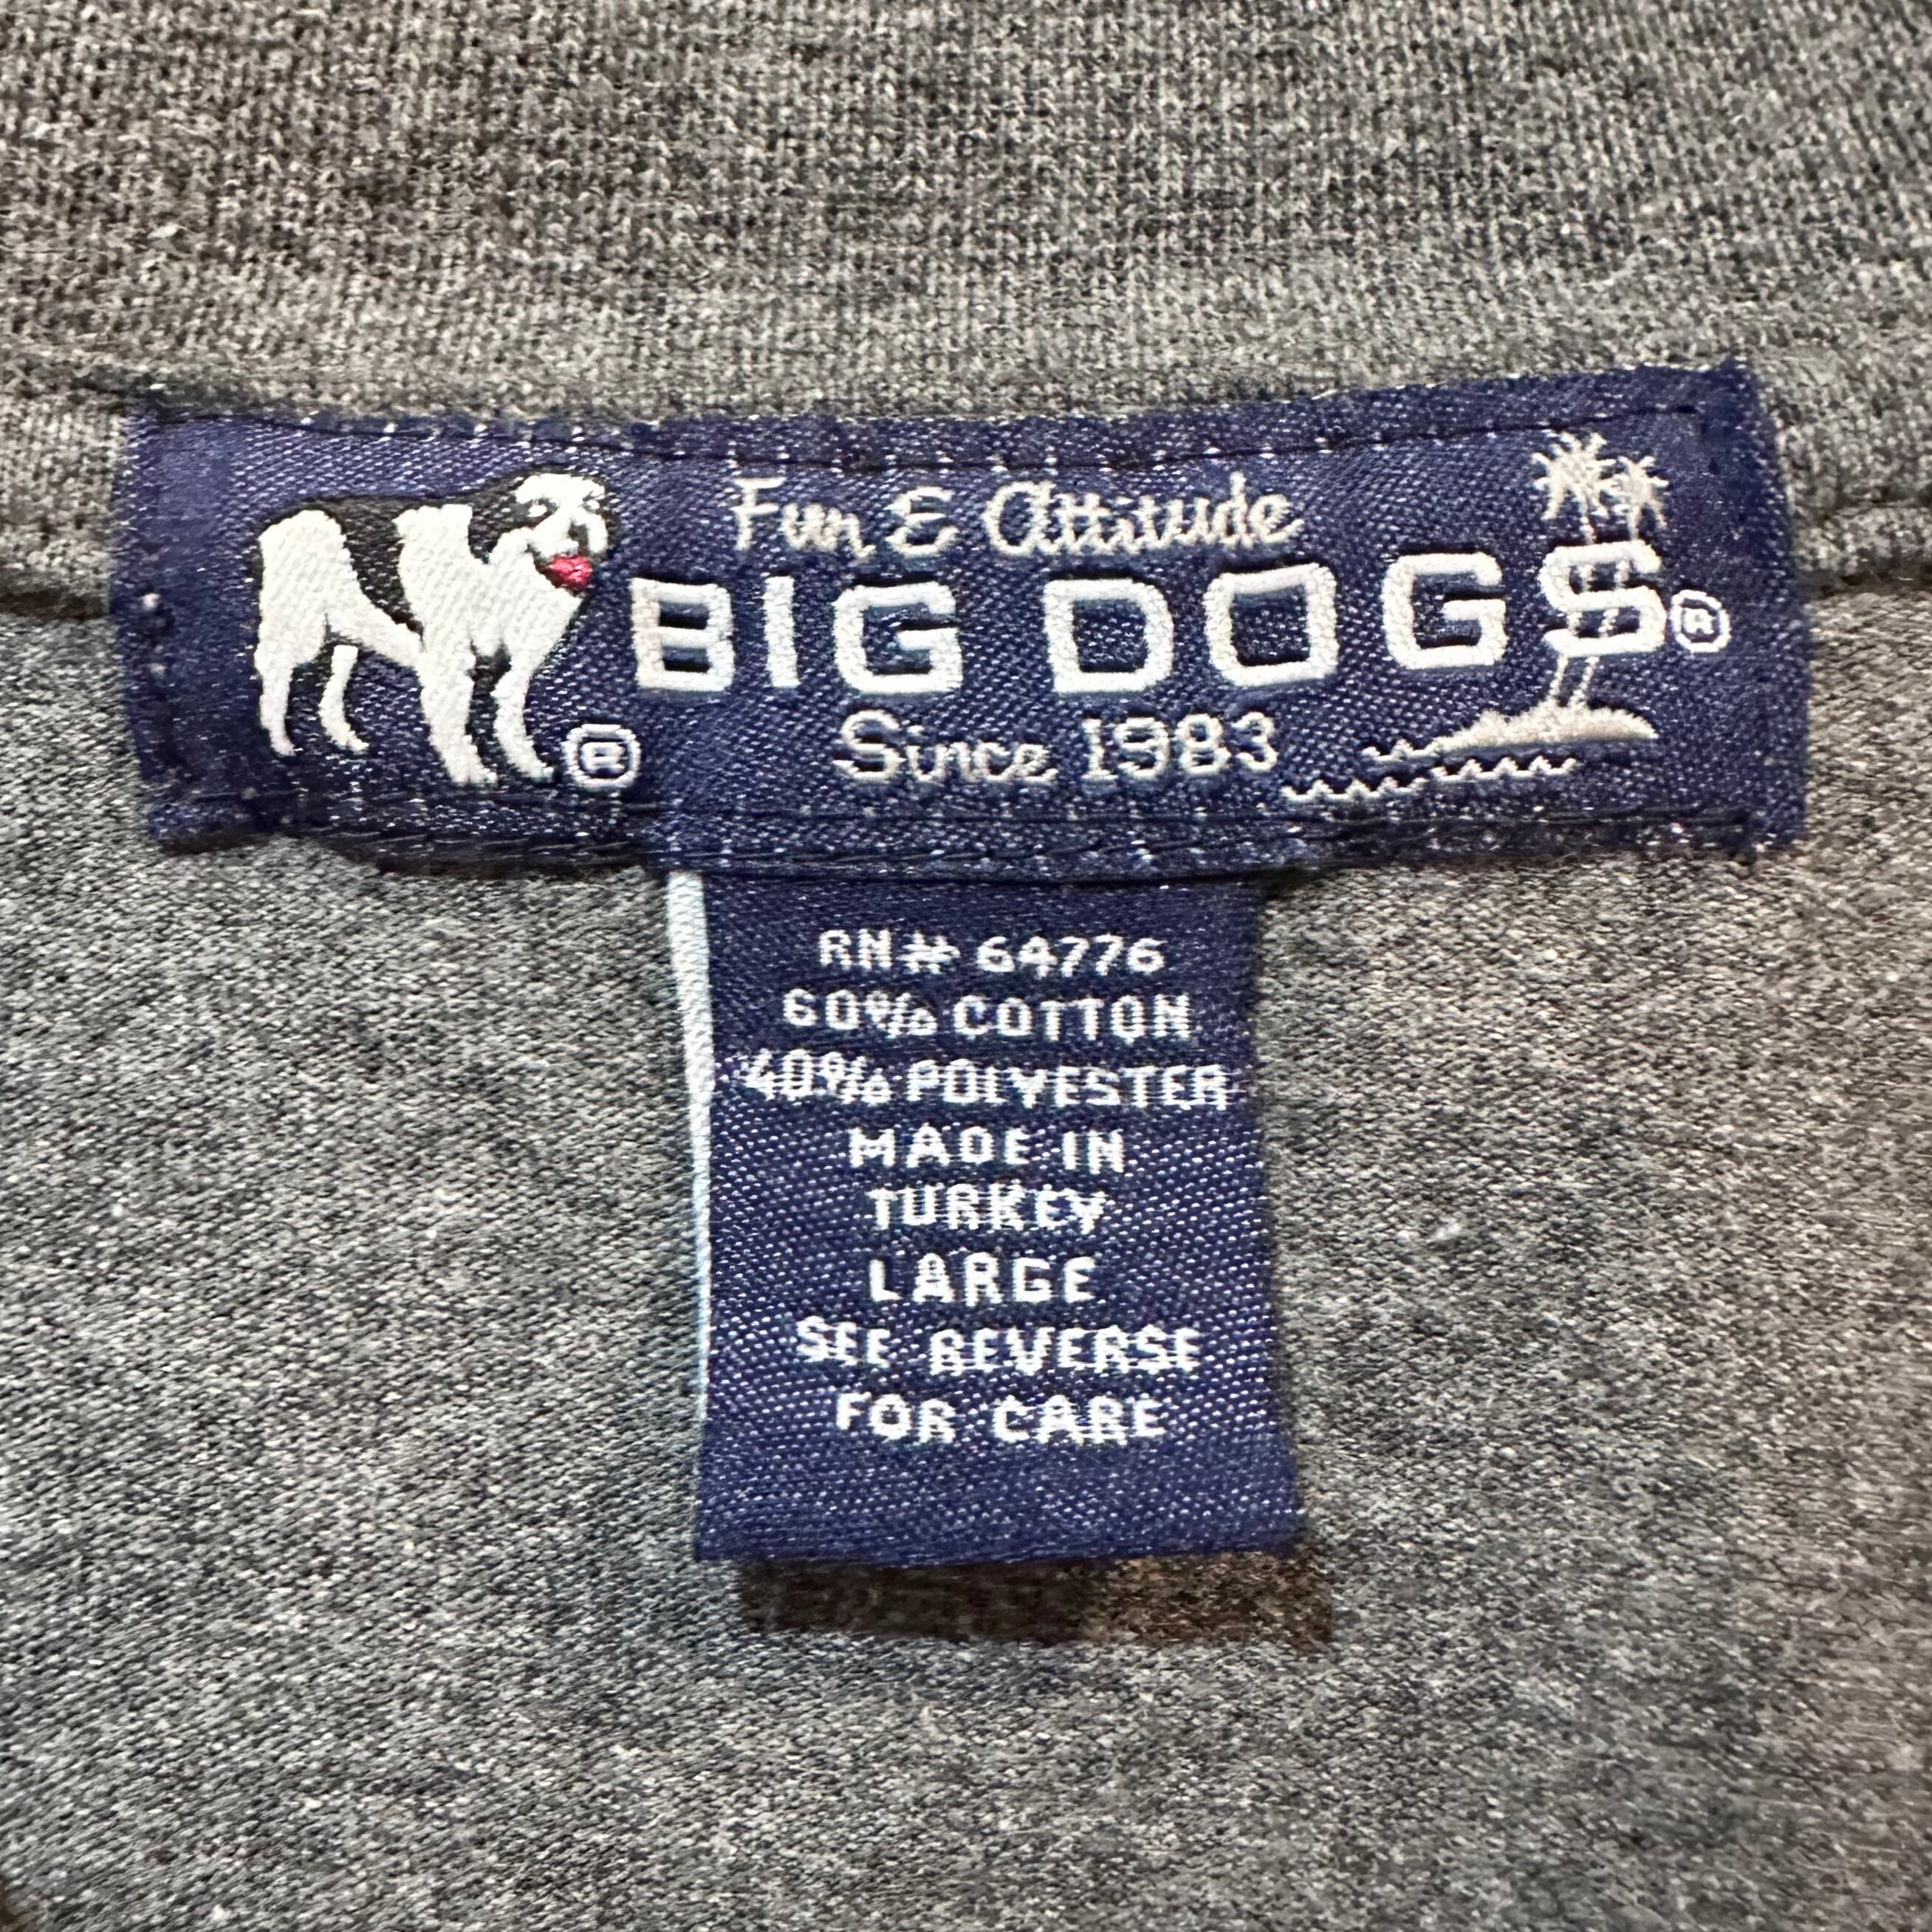 Fun & Attitude
BIG DOGS®
Since 1983
®
RN# 64776
60% COTTON
40% POLYESTER
MADE IN
TURKEY
LARGE
SEE REVERSE
FOR CARE